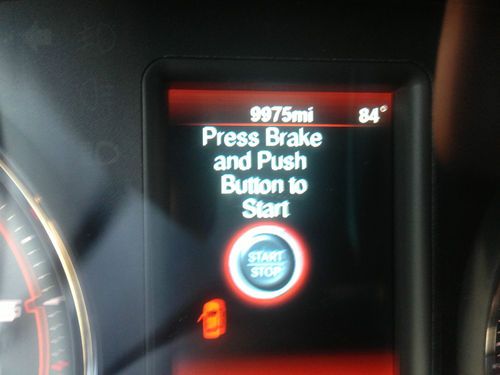 9975mi 84°
Press Brake
and Push
Button to
Start
START
STOP